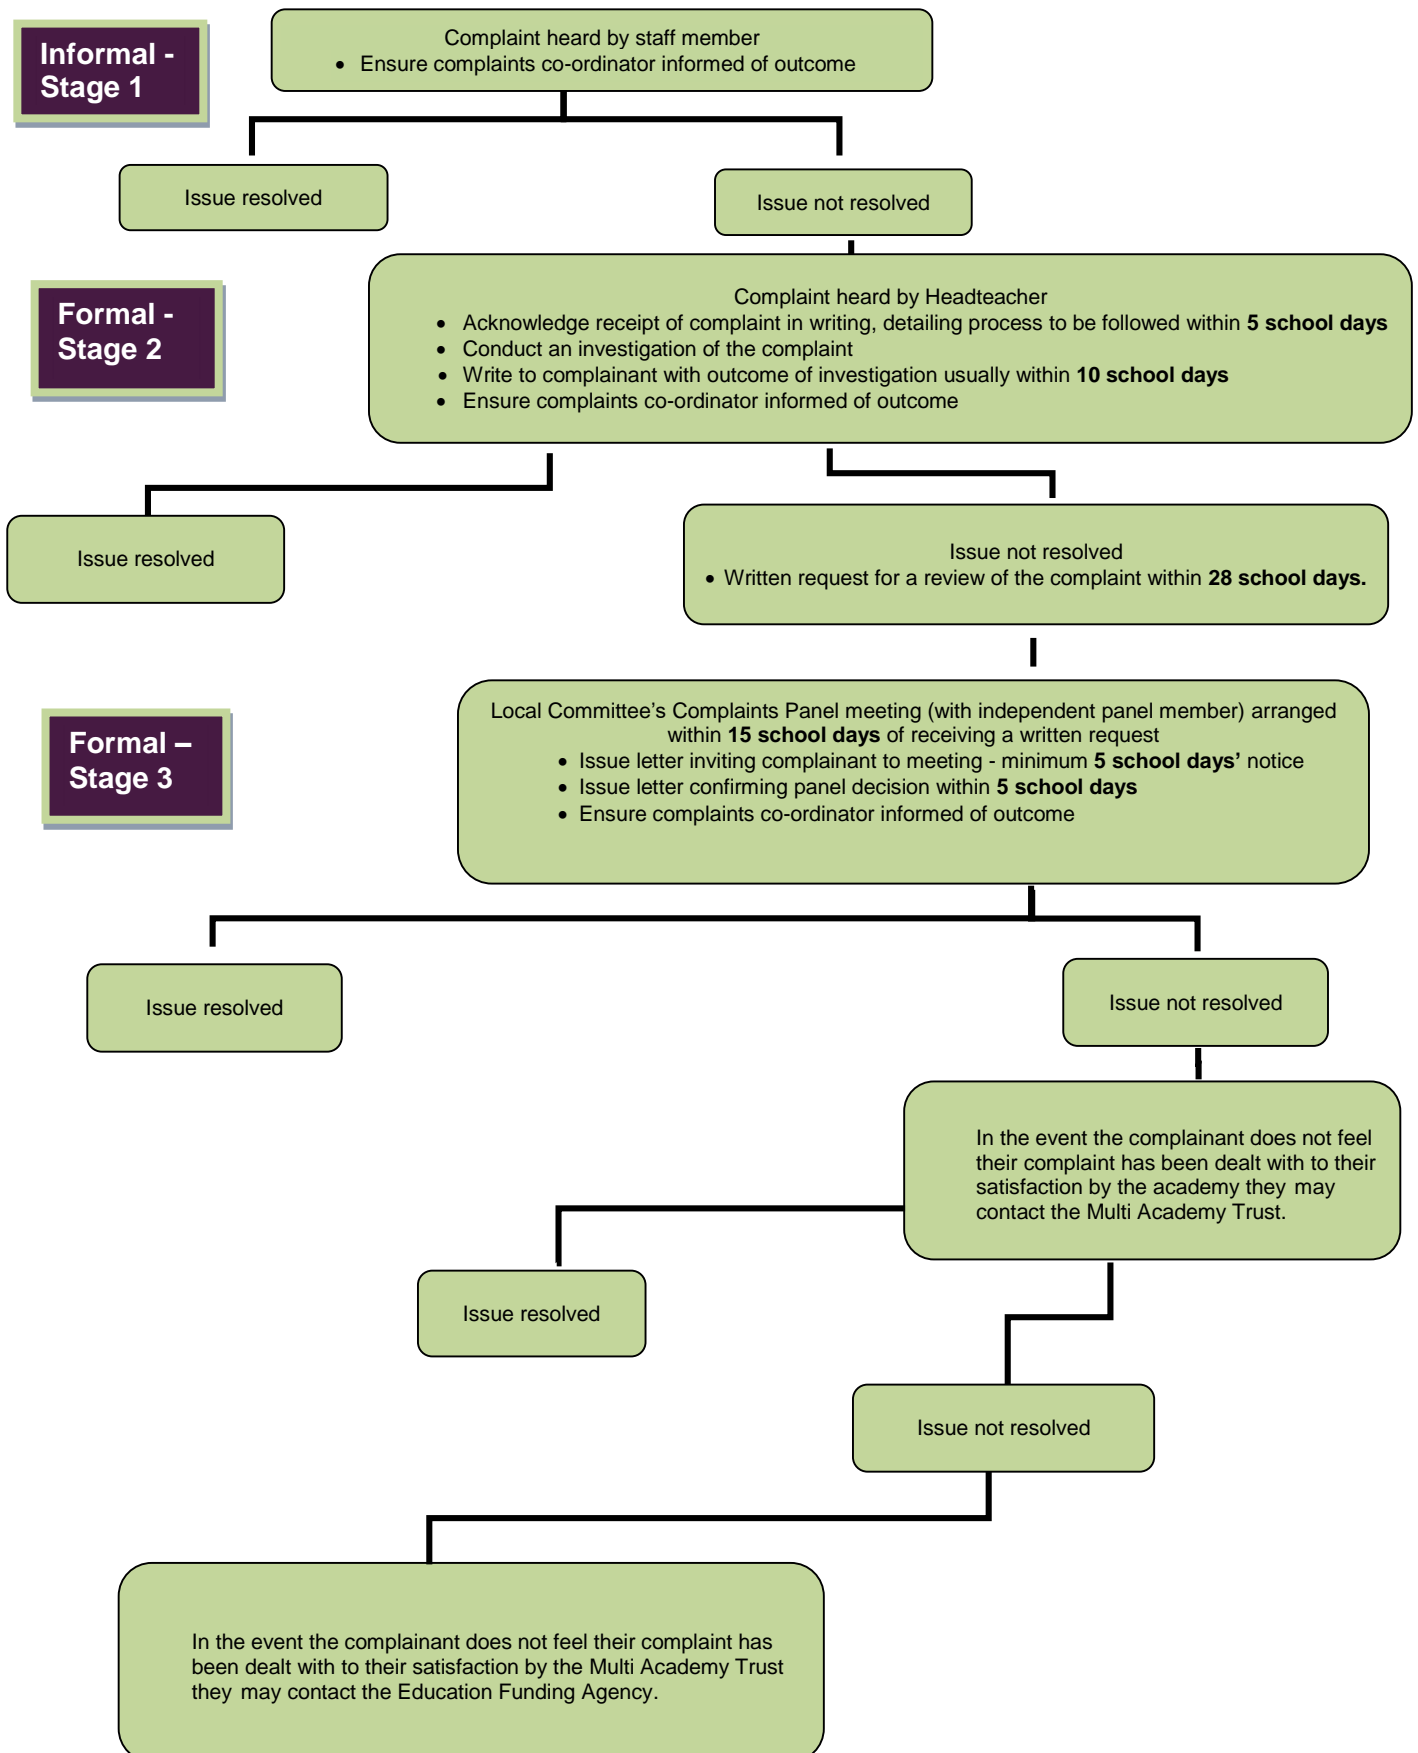 Informal -
Stage 1
Complaint heard by staff member
• Ensure complaints co-ordinator informed of outcome
Issue resolved
Issue not resolved
Formal -
Stage 2
Complaint heard by Headteacher
• Acknowledge receipt of complaint in writing, detailing process to be followed within 5 school days
• Conduct an investigation of the complaint
• Write to complainant with outcome of investigation usually within 10 school days
• Ensure complaints co-ordinator informed of outcome
Issue resolved
Issue not resolved
• Written request for a review of the complaint within 28 school days.
Formal –
Stage 3
Local Committee’s Complaints Panel meeting (with independent panel member) arranged
within 15 school days of receiving a written request
• Issue letter inviting complainant to meeting - minimum 5 school days’ notice
• Issue letter confirming panel decision within 5 school days
• Ensure complaints co-ordinator informed of outcome
Issue resolved
Issue not resolved
In the event the complainant does not feel
their complaint has been dealt with to their
satisfaction by the academy they may
contact the Multi Academy Trust.
Issue resolved
Issue not resolved
In the event the complainant does not feel their complaint has
been dealt with to their satisfaction by the Multi Academy Trust
they may contact the Education Funding Agency.